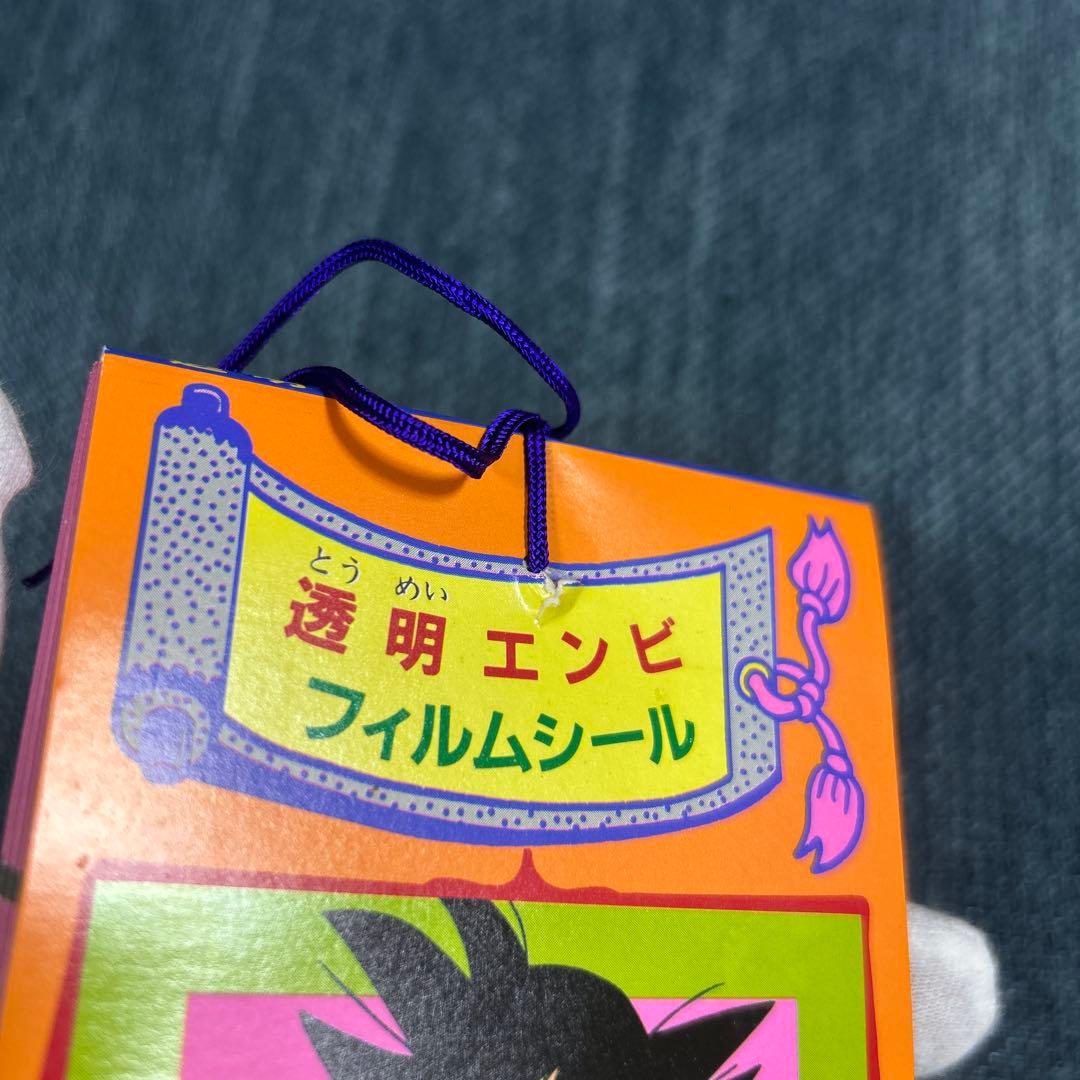 とう めい
透明エンビ
フィルムシール